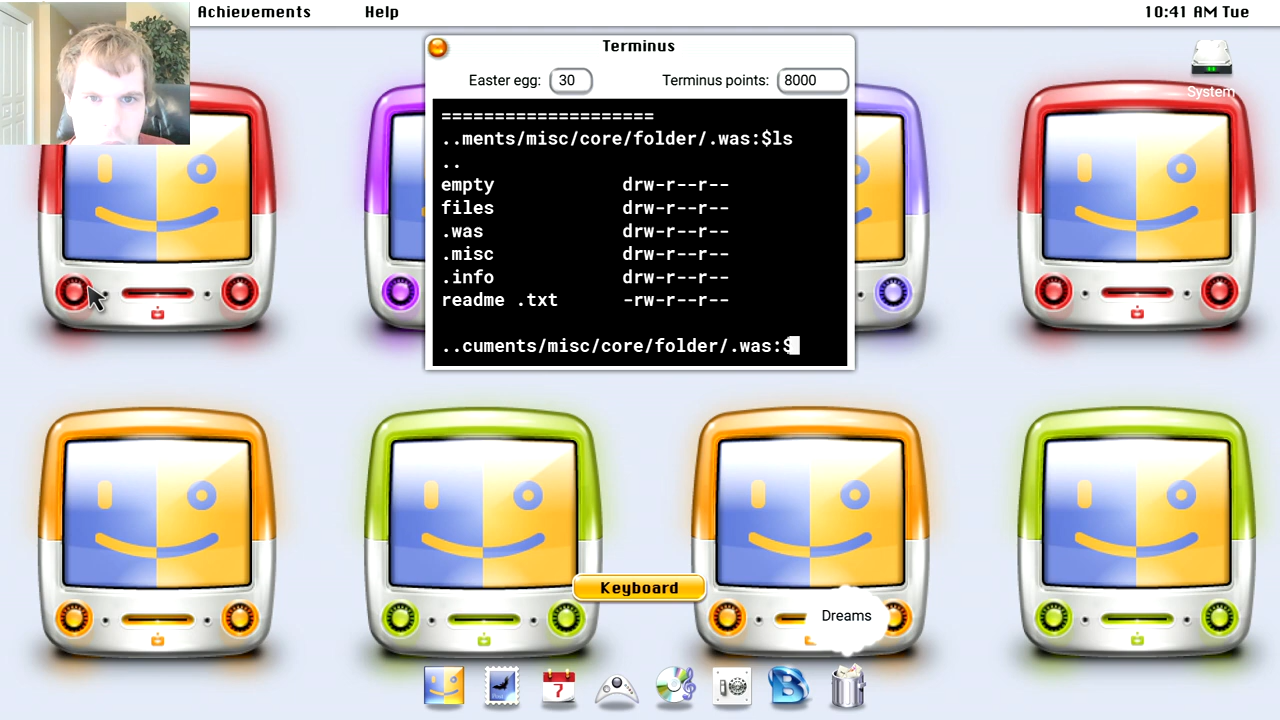 Achievements Help 10:41 AM Tue
Terminus
Easter egg: 30 Terminus points: 8000
System
====================
..ments/misc/core/folder/.was:$ls
..
empty drw-r--r--
files drw-r--r--
.was drw-r--r--
.misc drw-r--r--
.info drw-r--r--
readme .txt -rw-r--r--
..cuments/misc/core/folder/.was:$
Keyboard
Dreams
7
B